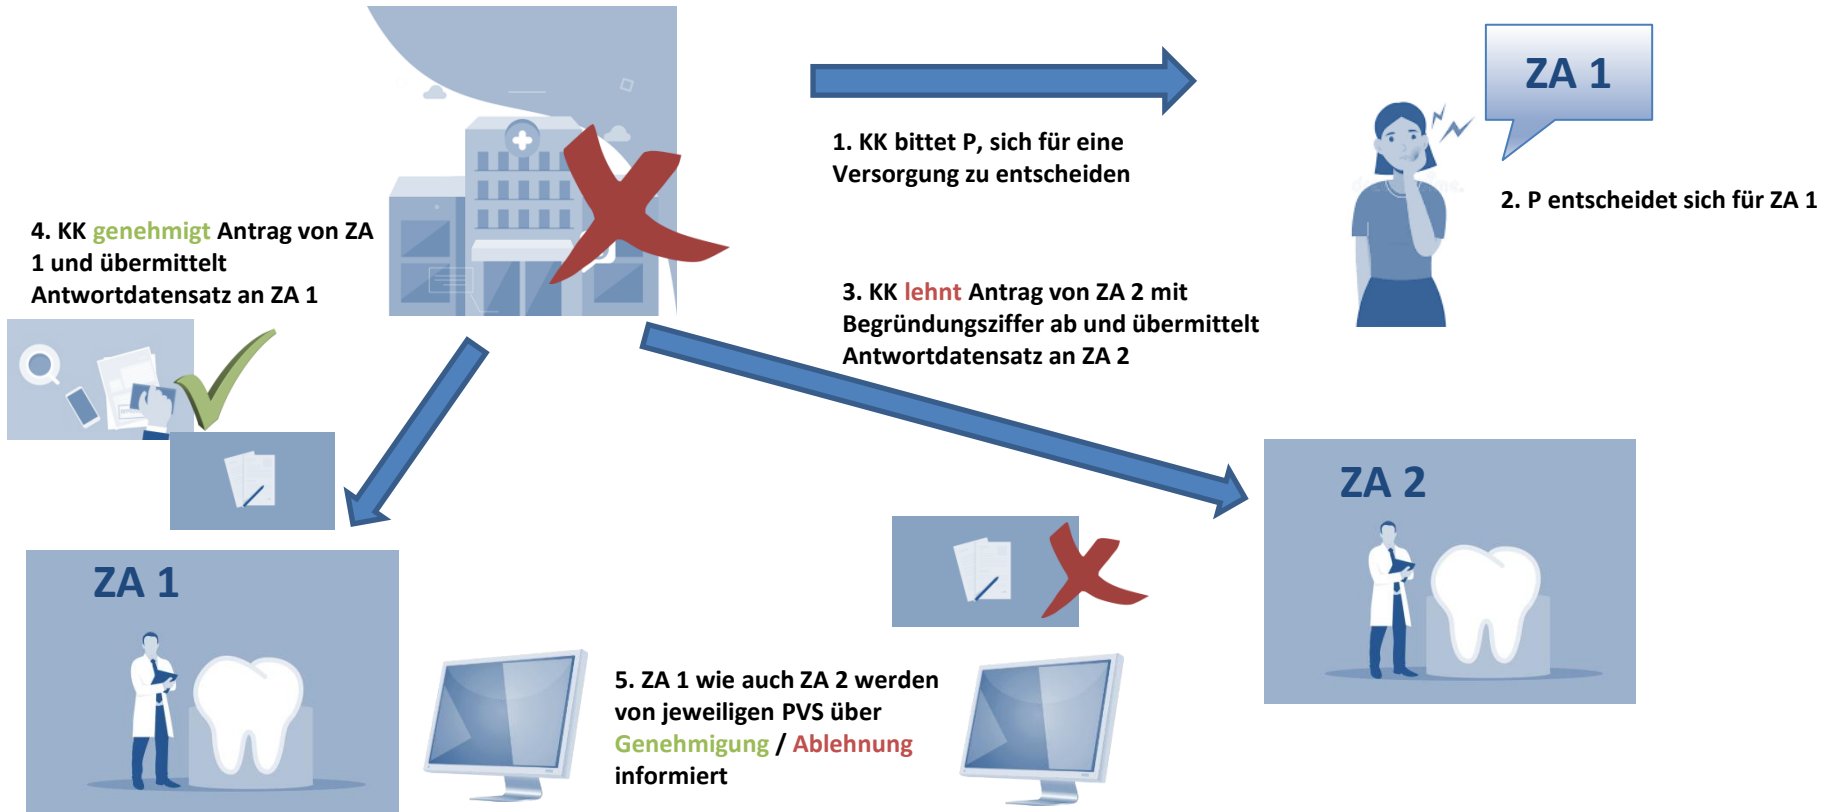 ZA 1
1. KK bittet P, sich für eine
Versorgung zu entscheiden
2. P entscheidet sich für ZA 1
4. KK genehmigt Antrag von ZA
1 und übermittelt
Antwortdatensatz an ZA 1
3. KK lehnt Antrag von ZA 2 mit
Begründungsziffer ab und übermittelt
Antwortdatensatz an ZA 2
ZA 2
ZA 1
5. ZA 1 wie auch ZA 2 werden
von jeweiligen PVS über
Genehmigung / Ablehnung
informiert